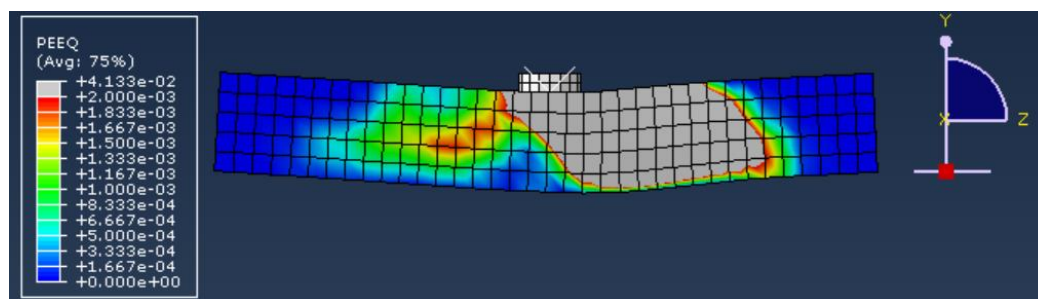 PEEQ
(Avg: 75%)
+4.133e-02
+2.000e-03
+1.833e-03
+1.667e-03
+1.500e-03
+1.333e-03
+1.167e-03
+1.000e-03
+8.333e-04
+6.667e-04
+5.000e-04
+3.333e-04
+1.667e-04
+0.000e+00
Y
X
Z